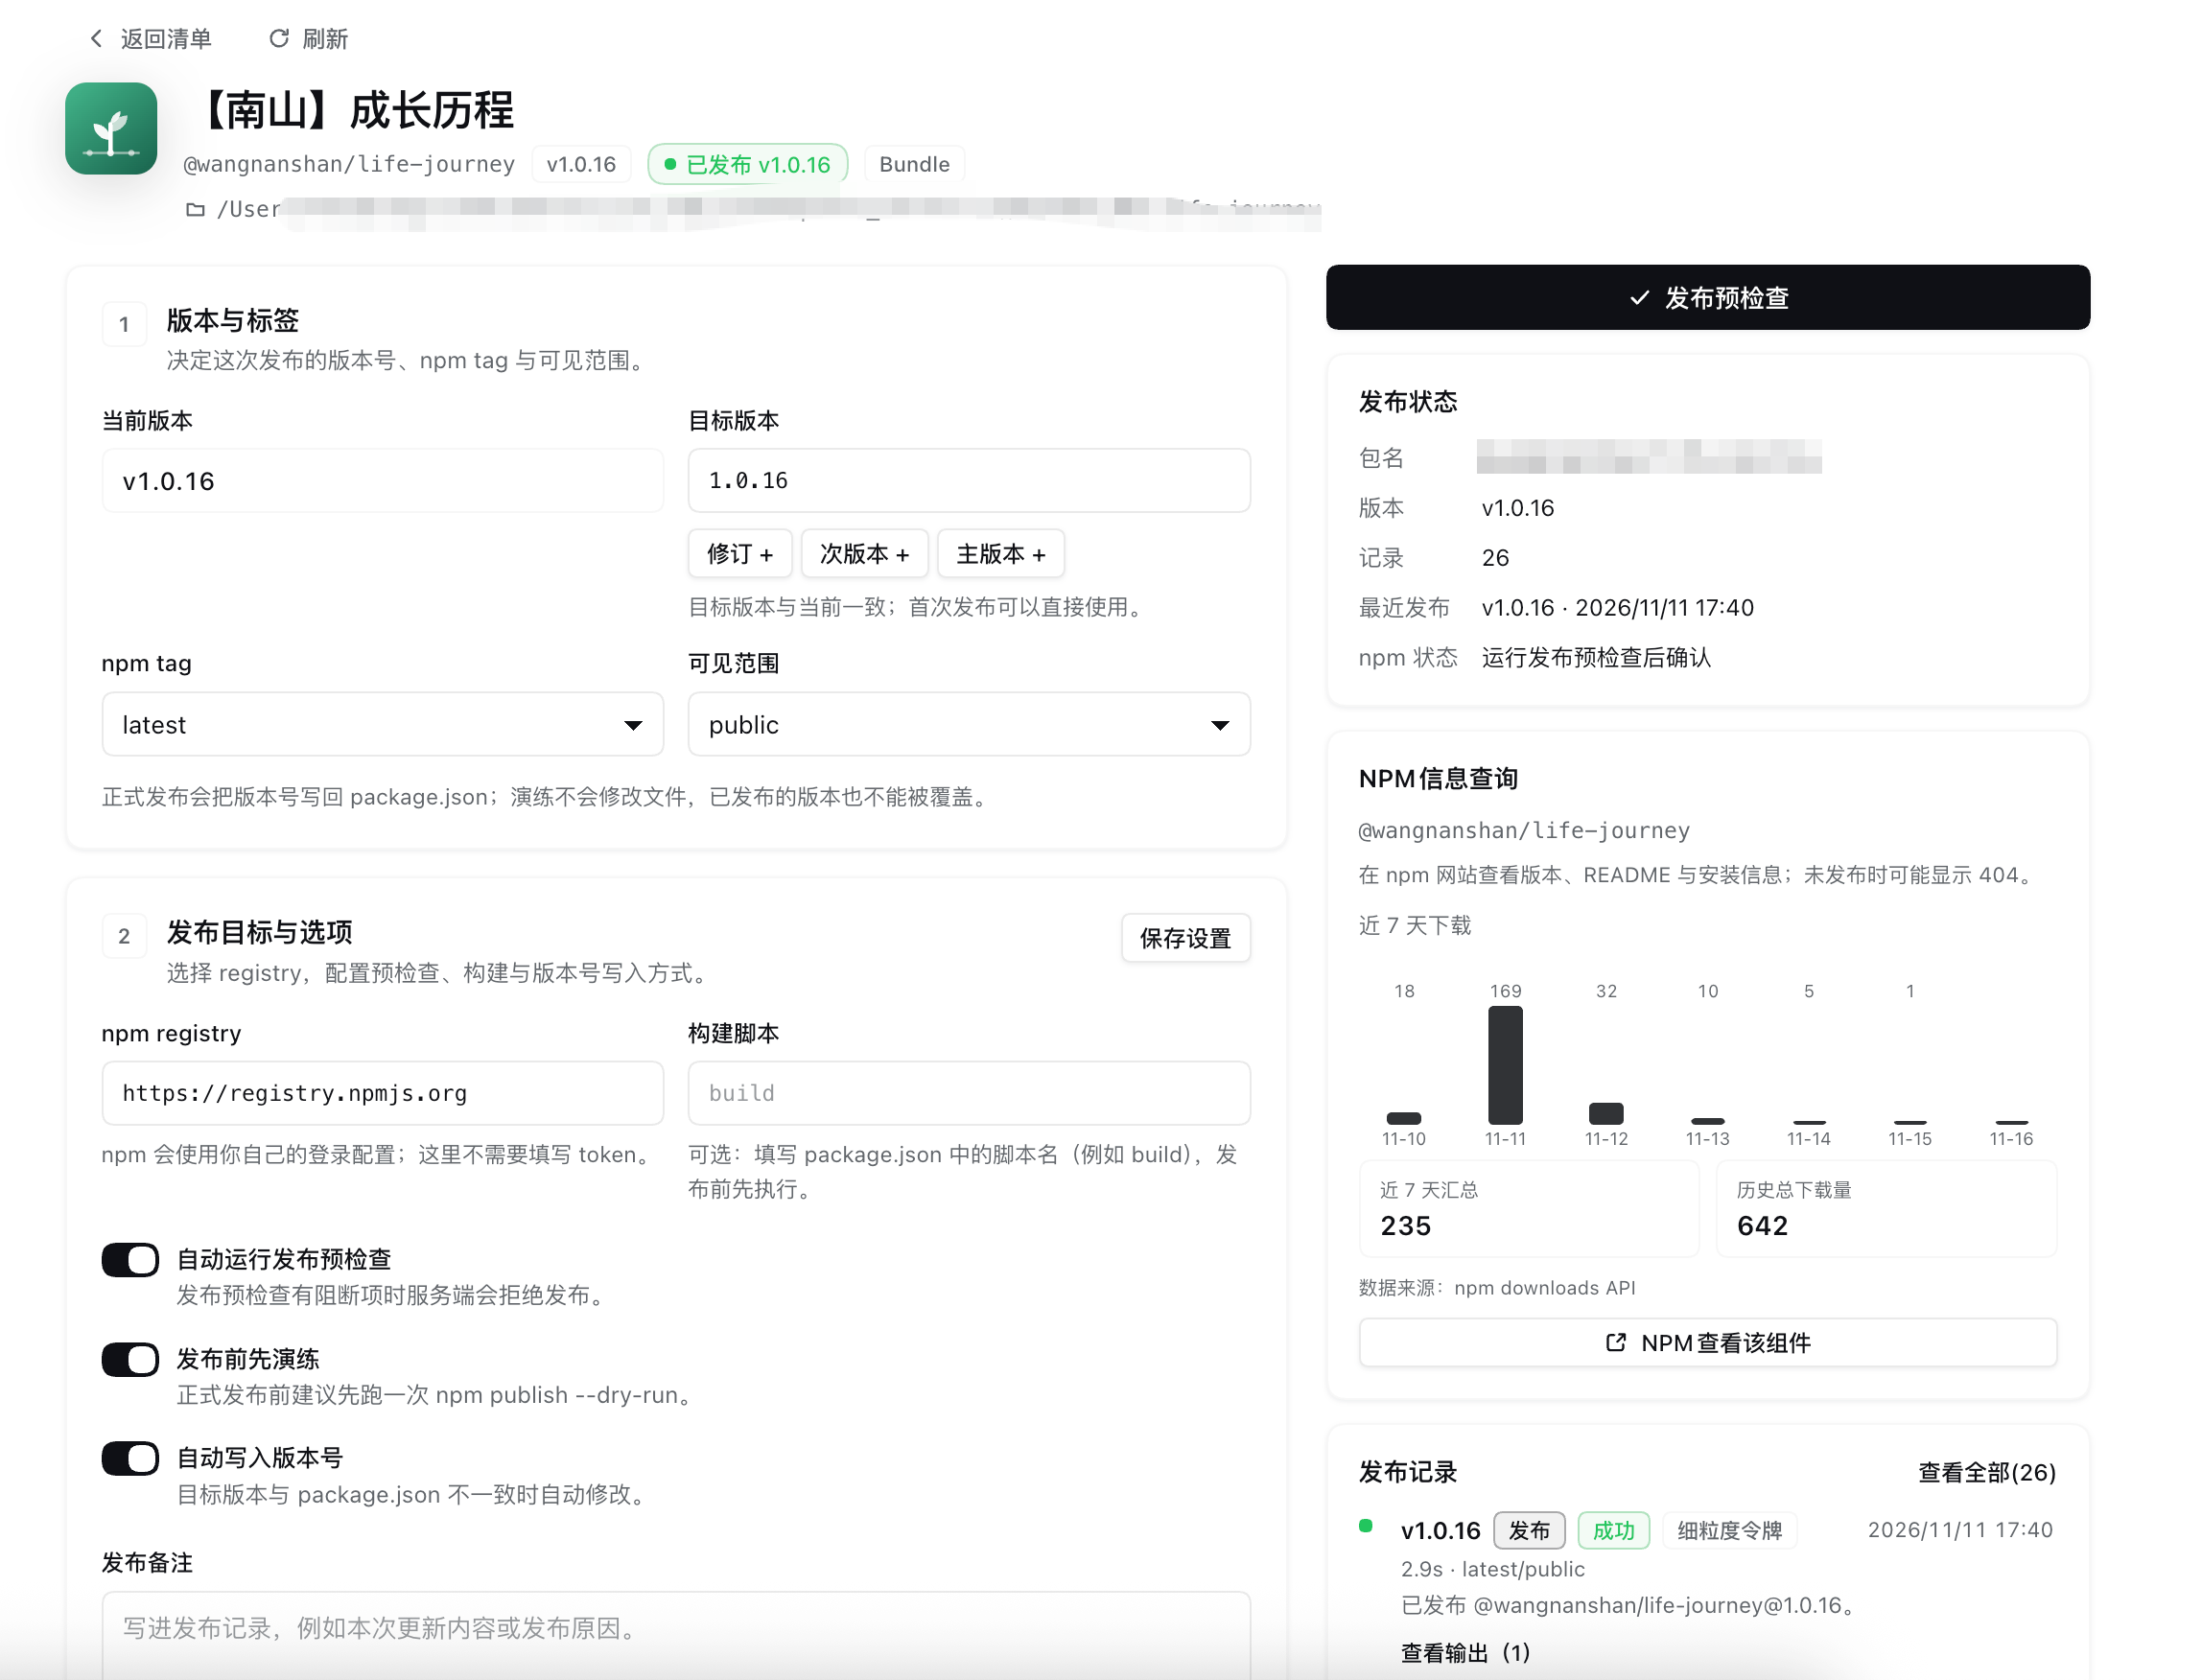 返回清单 刷新
【南山】成长历程
@wangnanshan/life-journey v1.0.16 已发布 v1.0.16 Bundle
/User
1 版本与标签
决定这次发布的版本号、npm tag 与可见范围。
当前版本 目标版本
v1.0.16 1.0.16
修订 + 次版本 + 主版本 +
目标版本与当前一致；首次发布可以直接使用。
npm tag 可见范围
latest public
正式发布会把版本号写回 package.json；演练不会修改文件，已发布的版本也不能被覆盖。
2 发布目标与选项 保存设置
选择 registry，配置预检查、构建与版本号写入方式。
npm registry 构建脚本
https://registry.npmjs.org build
npm 会使用你自己的登录配置；这里不需要填写 token。
可选：填写 package.json 中的脚本名（例如 build），发
布前先执行。
自动运行发布预检查
发布预检查有阻断项时服务端会拒绝发布。
发布前先演练
正式发布前建议先跑一次 npm publish --dry-run。
自动写入版本号
目标版本与 package.json 不一致时自动修改。
发布备注
写进发布记录，例如本次更新内容或发布原因。
发布预检查
发布状态
包名
版本 v1.0.16
记录 26
最近发布 v1.0.16 · 2026/11/11 17:40
npm 状态 运行发布预检查后确认
NPM信息查询
@wangnanshan/life-journey
在 npm 网站查看版本、README 与安装信息；未发布时可能显示 404。
近 7 天下载
18 169 32 10 5 1
11-10 11-11 11-12 11-13 11-14 11-15 11-16
近 7 天汇总 历史总下载量
235 642
数据来源：npm downloads API
NPM查看该组件
发布记录 查看全部(26)
v1.0.16 发布 成功 细粒度令牌 2026/11/11 17:40
2.9s · latest/public
已发布 @wangnanshan/life-journey@1.0.16。
查看输出（1）